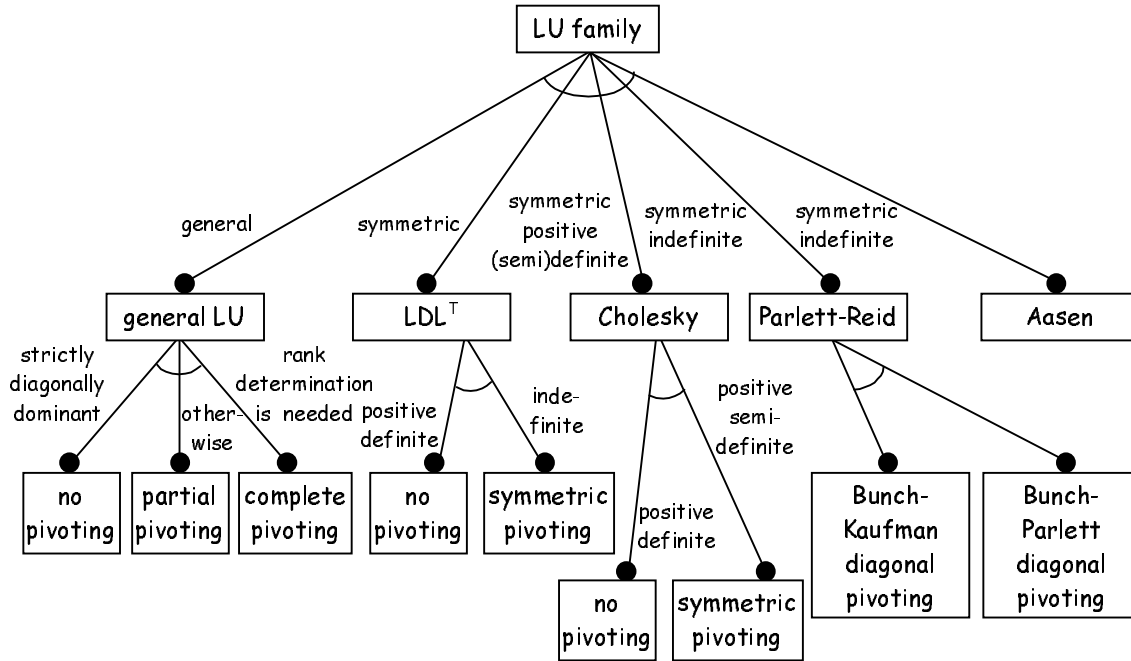 LU family
general
symmetric
symmetric
positive
(semi)definite
symmetric
indefinite
symmetric
indefinite
general LU
LDL^T
Cholesky
Parlett-Reid
Aasen
strictly
diagonally
dominant
other-
wise
rank
determination
is needed
positive
definite
inde-
finite
positive
semi-
definite
no
pivoting
partial
pivoting
complete
pivoting
no
pivoting
symmetric
pivoting
positive
definite
Bunch-
Kaufman
diagonal
pivoting
Bunch-
Parlett
diagonal
pivoting
no
pivoting
symmetric
pivoting